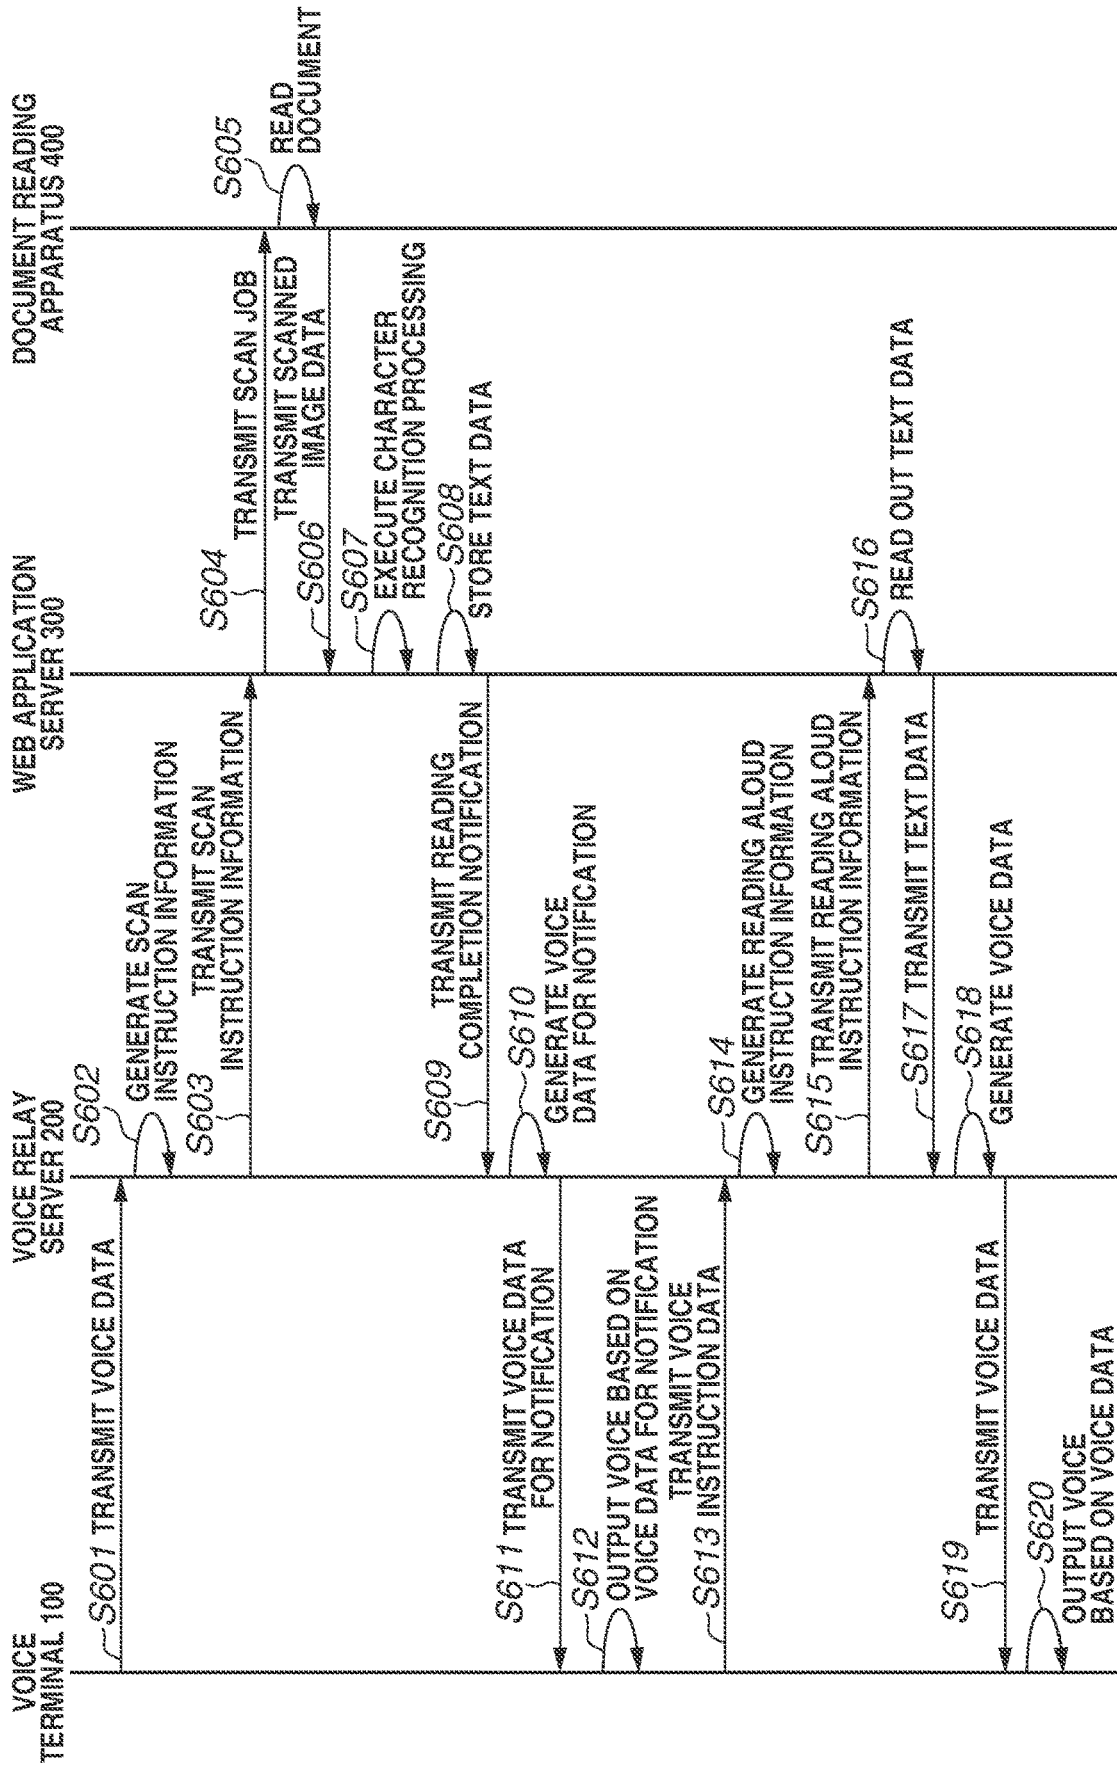 VOICE
TERMINAL 100
VOICE RELAY
SERVER 200
WEB APPLICATION
SERVER 300
DOCUMENT READING
APPARATUS 400
S601 TRANSMIT VOICE DATA
S602
GENERATE SCAN
INSTRUCTION INFORMATION
S603
TRANSMIT SCAN
INSTRUCTION INFORMATION
S604
TRANSMIT SCAN JOB
S605
READ
DOCUMENT
S606
TRANSMIT SCANNED
IMAGE DATA
S607
EXECUTE CHARACTER
RECOGNITION PROCESSING
S608
STORE TEXT DATA
S609
TRANSMIT READING
COMPLETION NOTIFICATION
S610
GENERATE VOICE
DATA FOR NOTIFICATION
S611 TRANSMIT VOICE DATA
FOR NOTIFICATION
S612
OUTPUT VOICE BASED ON
VOICE DATA FOR NOTIFICATION
TRANSMIT VOICE
S613 INSTRUCTION DATA
S614
GENERATE READING ALOUD
INSTRUCTION INFORMATION
S615 TRANSMIT READING ALOUD
INSTRUCTION INFORMATION
S616
READ OUT TEXT DATA
S617 TRANSMIT TEXT DATA
S618
GENERATE VOICE DATA
S619
TRANSMIT VOICE DATA
S620
OUTPUT VOICE
BASED ON VOICE DATA